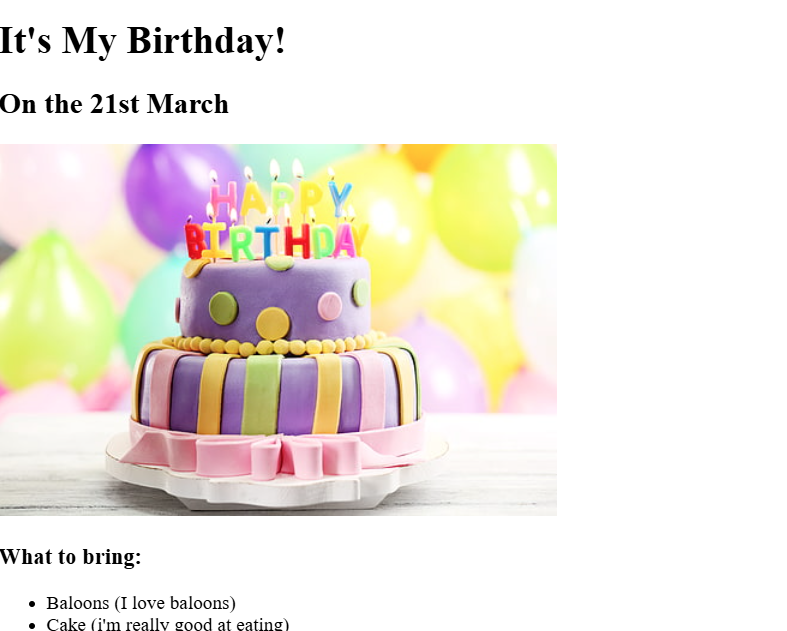 It's My Birthday!
On the 21st March
HAPPY
BIRTHDAY
What to bring:
Baloons (I love baloons)
Cake (i'm really good at eating)